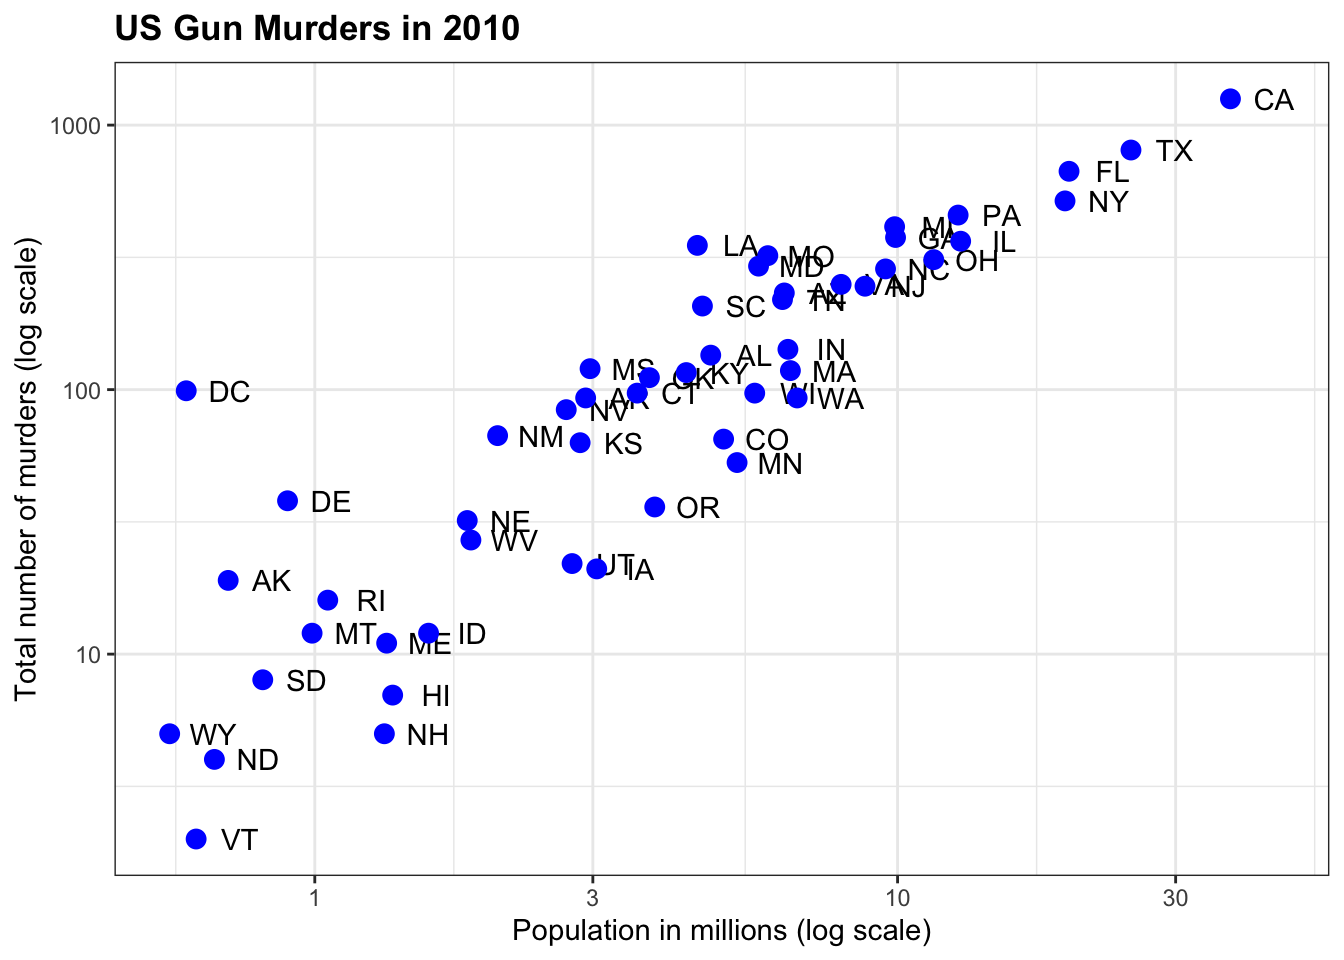 US Gun Murders in 2010
Total number of murders (log scale)
1000
100
10
CA
TX
FL
NY
PA
MI
GA
IL
LA
MO
OH
MD
NC
VA
NJ
AZ
TN
SC
IN
AL
MS
MA
KY
OK
DC
CT
WI
WA
AR
NV
NM
KS
CO
MN
DE
OR
NE
WV
UT
IA
AK
RI
MT
ID
ME
SD
HI
WY
NH
ND
VT
1 3 10 30
Population in millions (log scale)